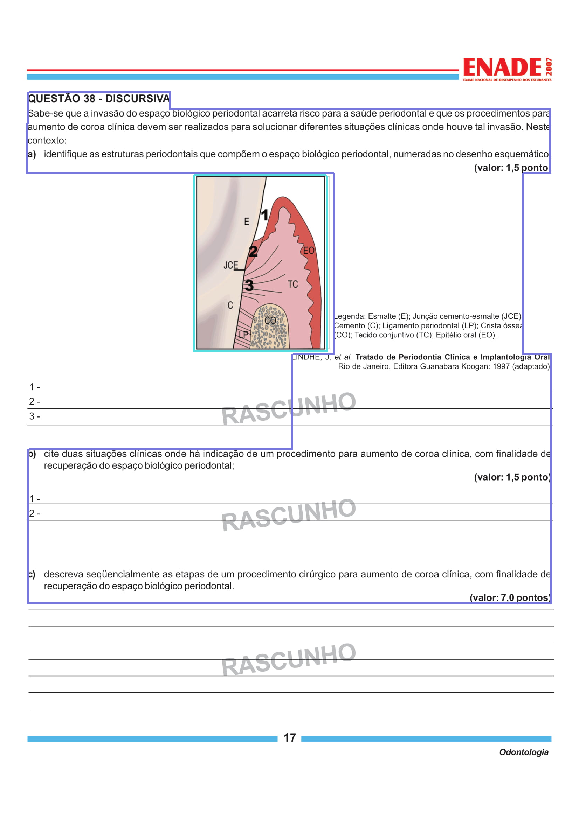 ENADE 2007
EXAME NACIONAL DE DESEMPENHO DOS ESTUDANTES
QUESTÃO 38 - DISCURSIVA
Sabe-se que a invasão do espaço biológico periodontal acarreta risco para a saúde periodontal e que os procedimentos para
aumento de coroa clínica devem ser realizados para solucionar diferentes situações clínicas onde houve tal invasão. Neste
contexto:
a) identifique as estruturas periodontais que compõem o espaço biológico periodontal, numeradas no desenho esquemático
(valor: 1,5 ponto
E
1
2
EO
JCE
3
TC
C
CO
LP
Legenda: Esmalte (E); Junção cemento-esmalte (JCE)
Cemento (C); Ligamento periodontal (LP); Crista óssea
(CO); Tecido conjuntivo (TC); Epitélio oral (EO)
LINDHE, J. et al. Tratado de Periodontia Clínica e Implantologia Oral
Rio de Janeiro. Editora Guanabara Koogan: 1997 (adaptado)
1 -
2 -
3 -
RASCUNHO
b) cite duas situações clínicas onde há indicação de um procedimento para aumento de coroa clínica, com finalidade de
recuperação do espaço biológico periodontal;
(valor: 1,5 ponto)
1 -
2 -
RASCUNHO
c) descreva seqüencialmente as etapas de um procedimento cirúrgico para aumento de coroa clínica, com finalidade de
recuperação do espaço biológico periodontal.
(valor: 7,0 pontos)
RASCUNHO
17
Odontologia